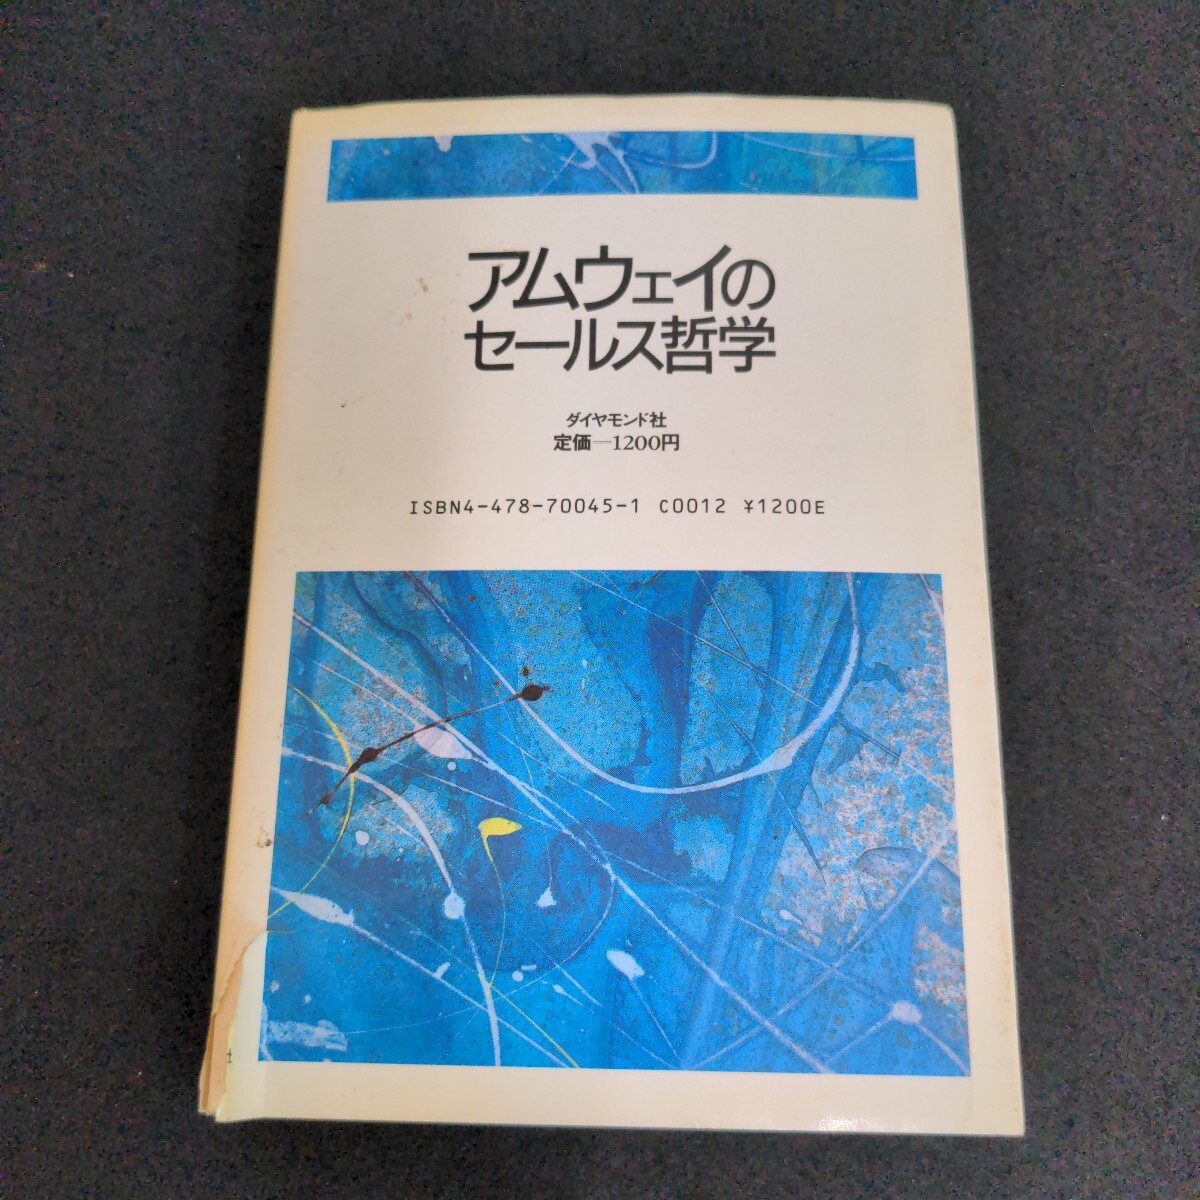 アムウェイの
セールス哲学
ダイヤモンド社
定価―1200円
ISBN4-478-70045-1 C0012 ¥1200E